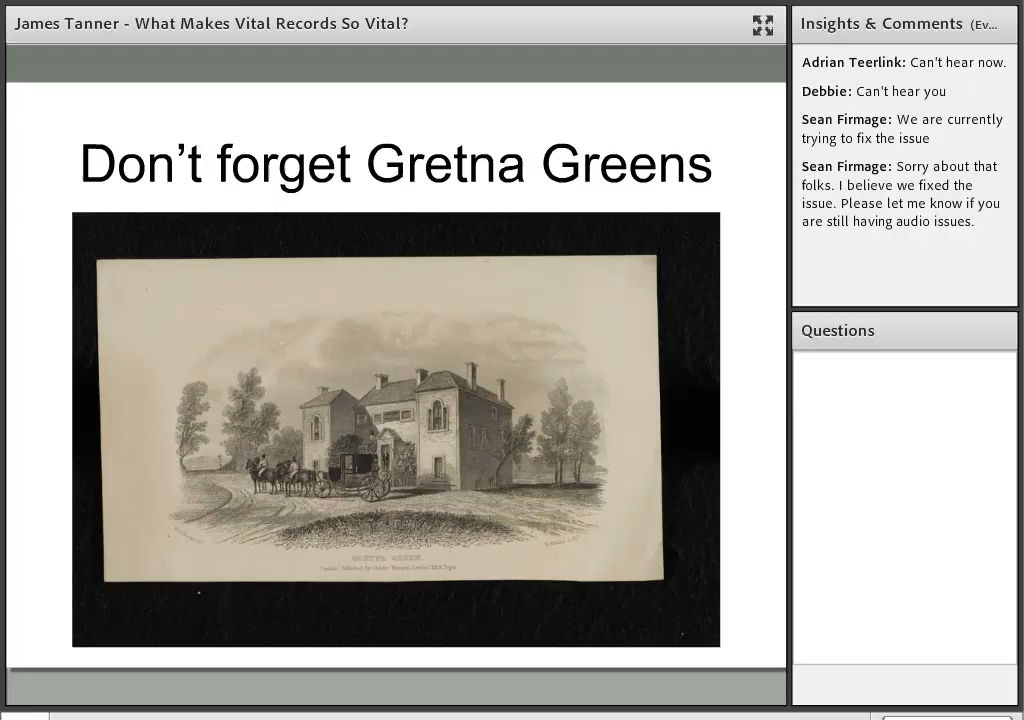 James Tanner - What Makes Vital Records So Vital?
Don’t forget Gretna Greens
GRETNA GREEN.
Insights & Comments (Ev...
Adrian Teerlink: Can't hear now.
Debbie: Can't hear you
Sean Firmage: We are currently
trying to fix the issue
Sean Firmage: Sorry about that
folks. I believe we fixed the
issue. Please let me know if you
are still having audio issues.
Questions